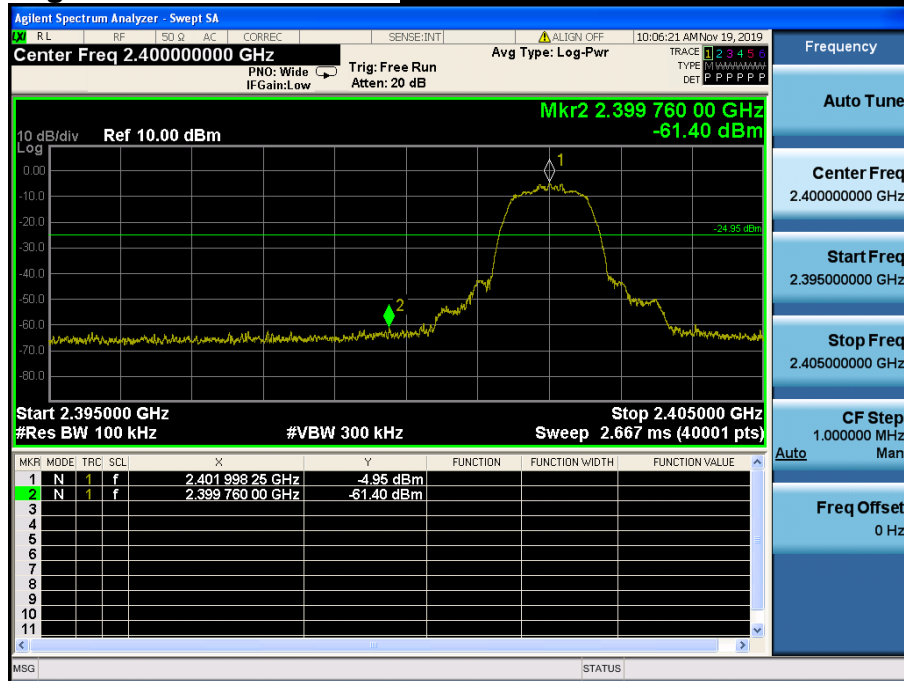 Agilent Spectrum Analyzer - Swept SA
LXI RL RF 50 Ω AC CORREC SENSE:INT ALIGN OFF 10:06:21 AM Nov 19, 2019
Center Freq 2.400000000 GHz
PNO: Wide
IFGain:Low
Trig: Free Run
Atten: 20 dB
Avg Type: Log-Pwr
TRACE 1 2 3 4 5 6
TYPE M WWWWW
DET P P P P P P
Mkr2 2.399 760 00 GHz
-61.40 dBm
10 dB/div Ref 10.00 dBm
Log
1
0.00
-10.0
-20.0
-24.95 dBm
-30.0
-40.0
-50.0
2
-60.0
-70.0
-80.0
Start 2.395000 GHz Stop 2.405000 GHz
#Res BW 100 kHz #VBW 300 kHz Sweep 2.667 ms (40001 pts)
MKR MODE TRC SCL X Y FUNCTION FUNCTION WIDTH FUNCTION VALUE
1 N 1 f 2.401 998 25 GHz -4.95 dBm
2 N 1 f 2.399 760 00 GHz -61.40 dBm
3
4
5
6
7
8
9
10
11
MSG STATUS
Frequency
Auto Tune
Center Freq
2.400000000 GHz
Start Freq
2.395000000 GHz
Stop Freq
2.405000000 GHz
CF Step
1.000000 MHz
Auto Man
Freq Offset
0 Hz